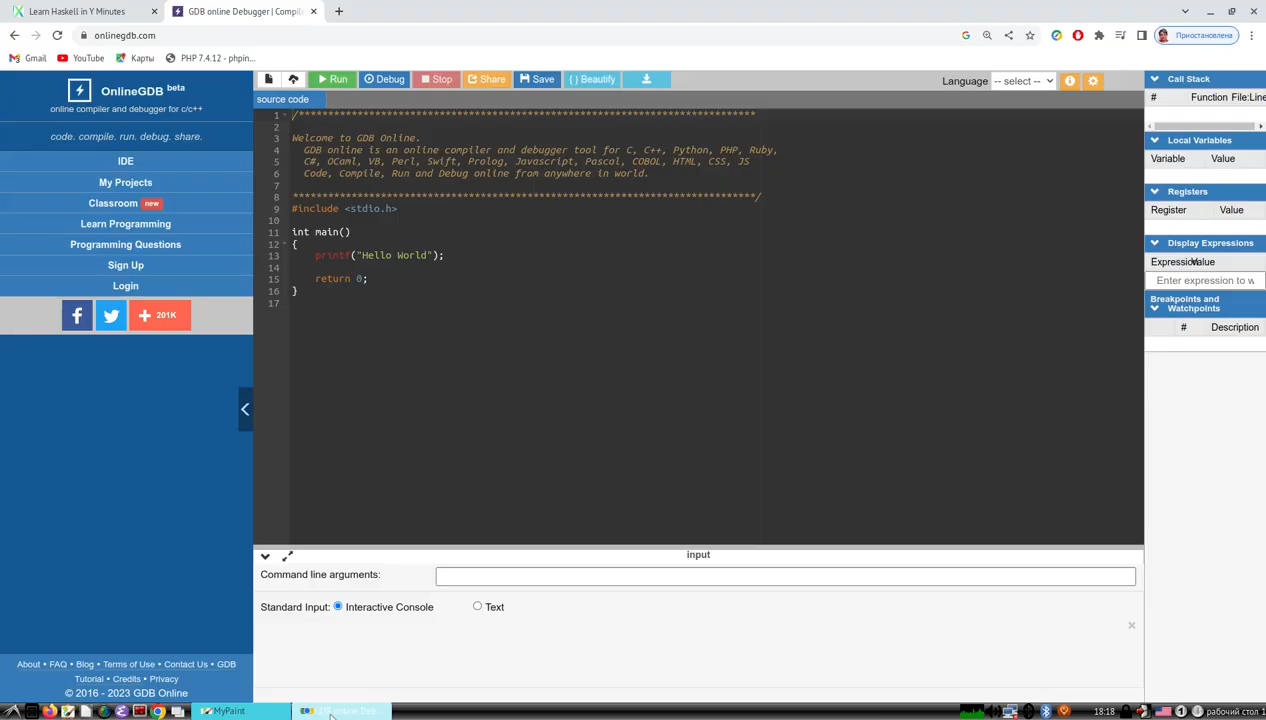 Learn Haskell in Y Minutes
GDB online Debugger | Compil
onlinegdb.com
Приостановлена
Gmail
YouTube
Карты
PHP 7.4.12 - phpin...
OnlineGDB beta
online compiler and debugger for c/c++
code. compile. run. debug. share.
IDE
My Projects
Classroom new
Learn Programming
Programming Questions
Sign Up
Login
201K
About • FAQ • Blog • Terms of Use • Contact Us • GDB
Tutorial • Credits • Privacy
© 2016 - 2023 GDB Online
Run
Debug
Stop
Share
Save
{ } Beautify
Language -- select --
source code
1 /******************************************************************************
2
3 Welcome to GDB Online.
4 GDB online is an online compiler and debugger tool for C, C++, Python, PHP, Ruby,
5 C#, OCaml, VB, Perl, Swift, Prolog, Javascript, Pascal, COBOL, HTML, CSS, JS
6 Code, Compile, Run and Debug online from anywhere in world.
7
8 *******************************************************************************/
9 #include <stdio.h>
10
11 int main()
12 {
13 printf("Hello World");
14
15 return 0;
16 }
17
input
Command line arguments:
Standard Input: Interactive Console Text
Call Stack
# Function File:Line
Local Variables
Variable Value
Registers
Register Value
Display Expressions
Expression Value
Enter expression to w
Breakpoints and
Watchpoints
# Description
MyPaint
18:18
рабочий стол 1